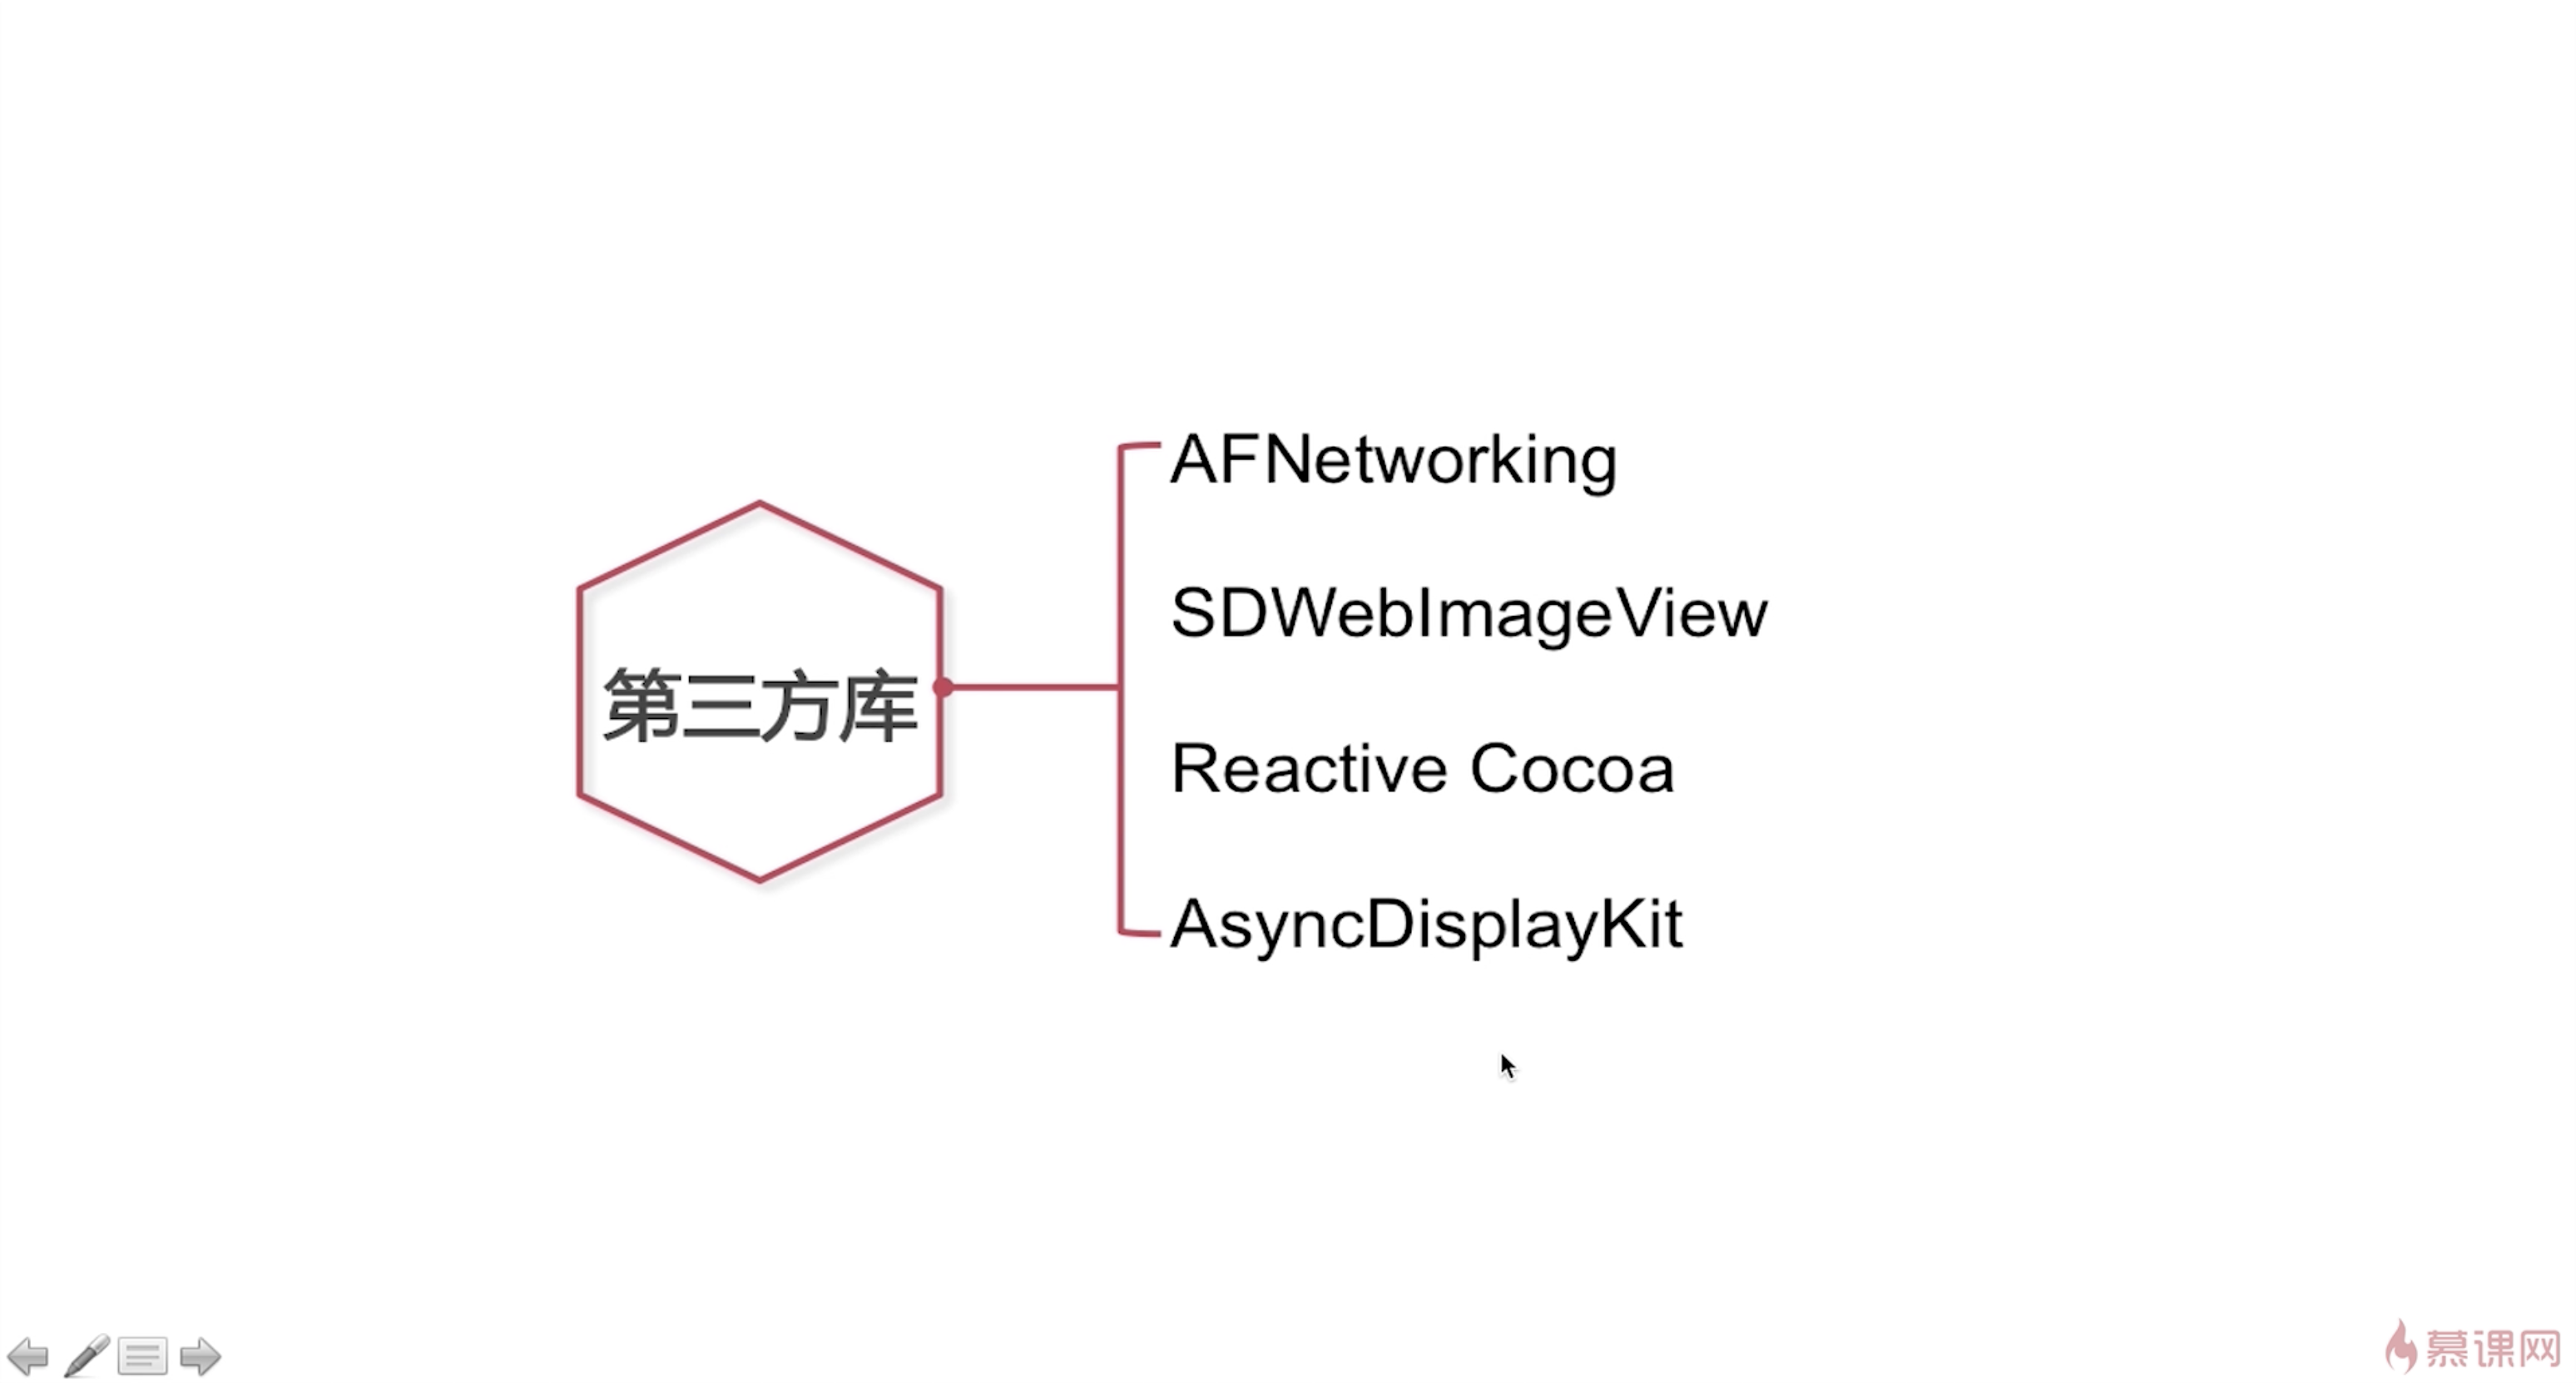 第三方库
AFNetworking
SDWebImageView
Reactive Cocoa
AsyncDisplayKit
慕课网